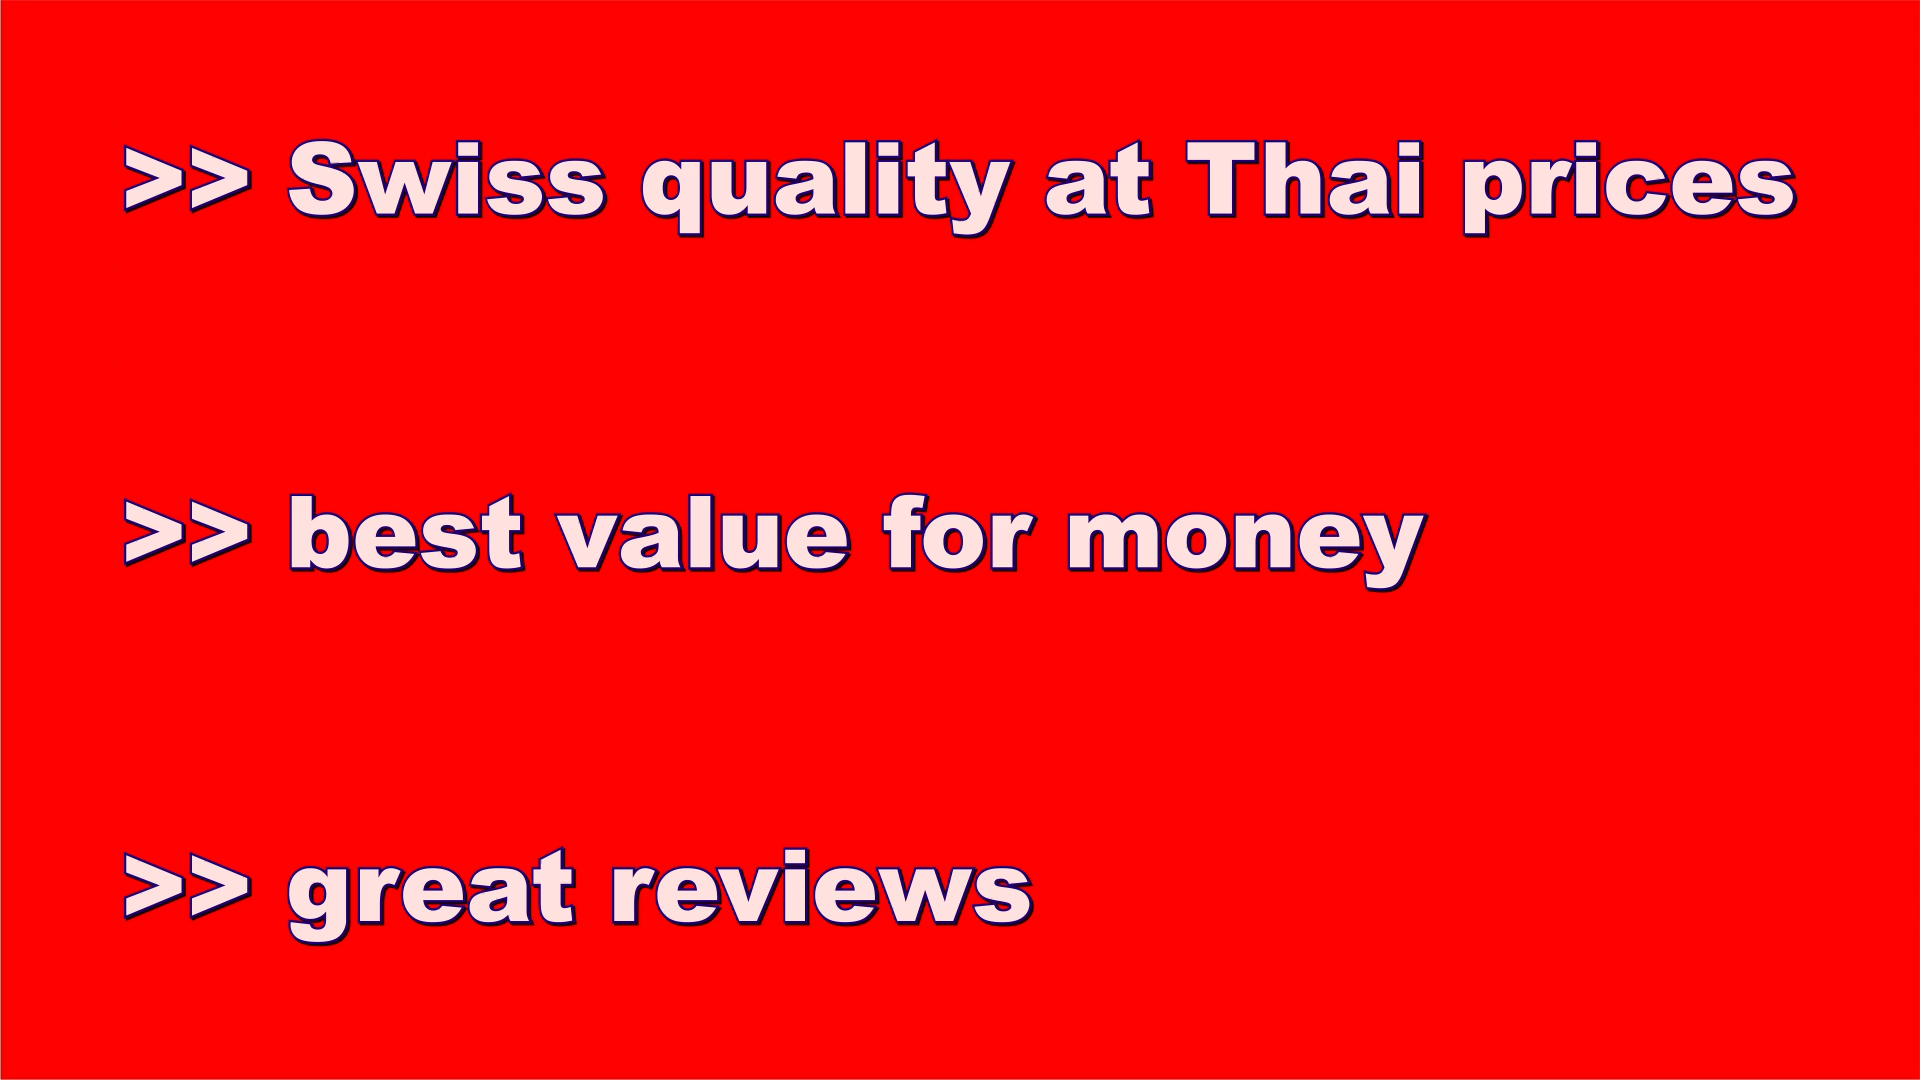 >> Swiss quality at Thai prices
>> best value for money
>> great reviews